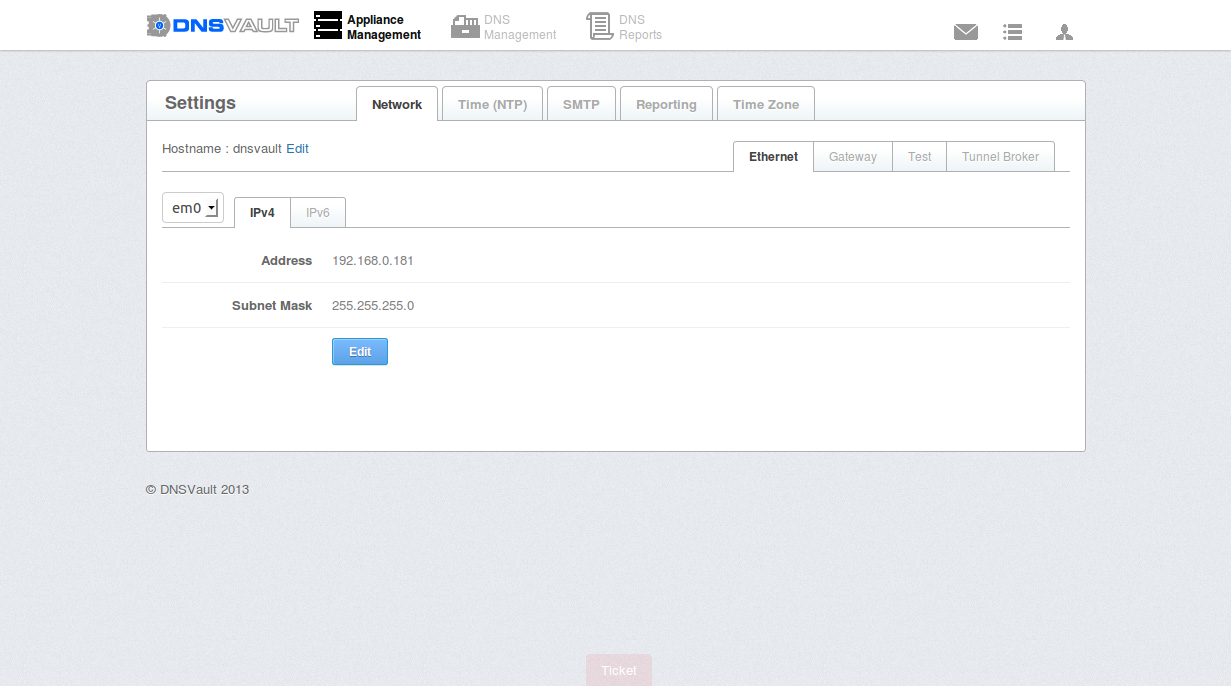 DNSVAULT
Appliance
Management
DNS
Management
DNS
Reports
Settings
Network
Time (NTP)
SMTP
Reporting
Time Zone
Hostname : dnsvault Edit
Ethernet
Gateway
Test
Tunnel Broker
em0
IPv4
IPv6
Address 192.168.0.181
Subnet Mask 255.255.255.0
Edit
© DNSVault 2013
Ticket